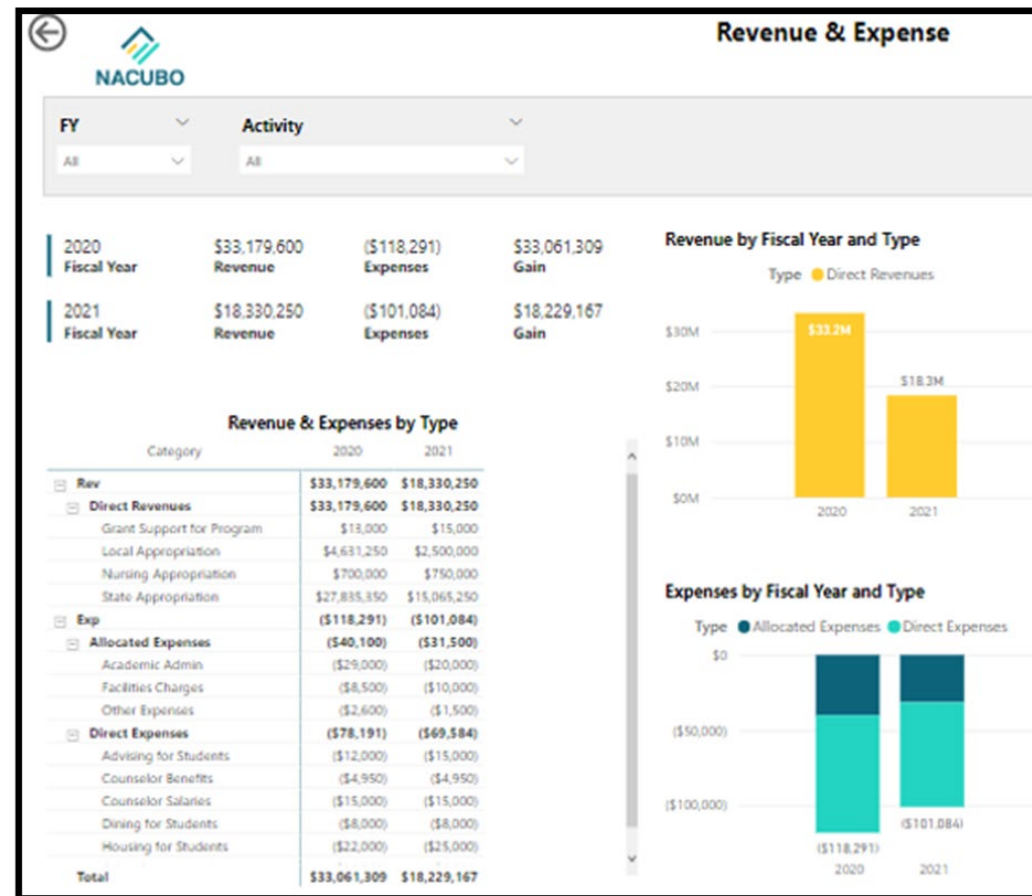 Revenue & Expense
NACUBO
FY
Activity
All
All
2020 $33,179,600 ($118,291) $33,061,309
Fiscal Year Revenue Expenses Gain
2021 $18,330,250 ($101,084) $18,229,167
Fiscal Year Revenue Expenses Gain
Revenue & Expenses by Type
Category 2020 2021
Rev $33,179,600 $18,330,250
Direct Revenues $33,179,600 $18,330,250
Grant Support for Program $13,000 $15,000
Local Appropriation $4,631,250 $2,500,000
Nursing Appropriation $700,000 $750,000
State Appropriation $27,835,350 $15,065,250
Exp ($118,291) ($101,084)
Allocated Expenses ($40,100) ($31,500)
Academic Admin ($29,000) ($20,000)
Facilities Charges ($8,500) ($10,000)
Other Expenses ($2,600) ($1,500)
Direct Expenses ($78,191) ($69,584)
Advising for Students ($12,000) ($15,000)
Counselor Benefits ($4,950) ($4,950)
Counselor Salaries ($15,000) ($15,000)
Dining for Students ($8,000) ($8,000)
Housing for Students ($22,000) ($25,000)
Total $33,061,309 $18,229,167
Revenue by Fiscal Year and Type
Type Direct Revenues
$30M
$20M
$10M
$0M
$33.2M
$18.3M
2020 2021
Expenses by Fiscal Year and Type
Type Allocated Expenses Direct Expenses
$0
($50,000)
($100,000)
($118,291)
($101,084)
2020 2021